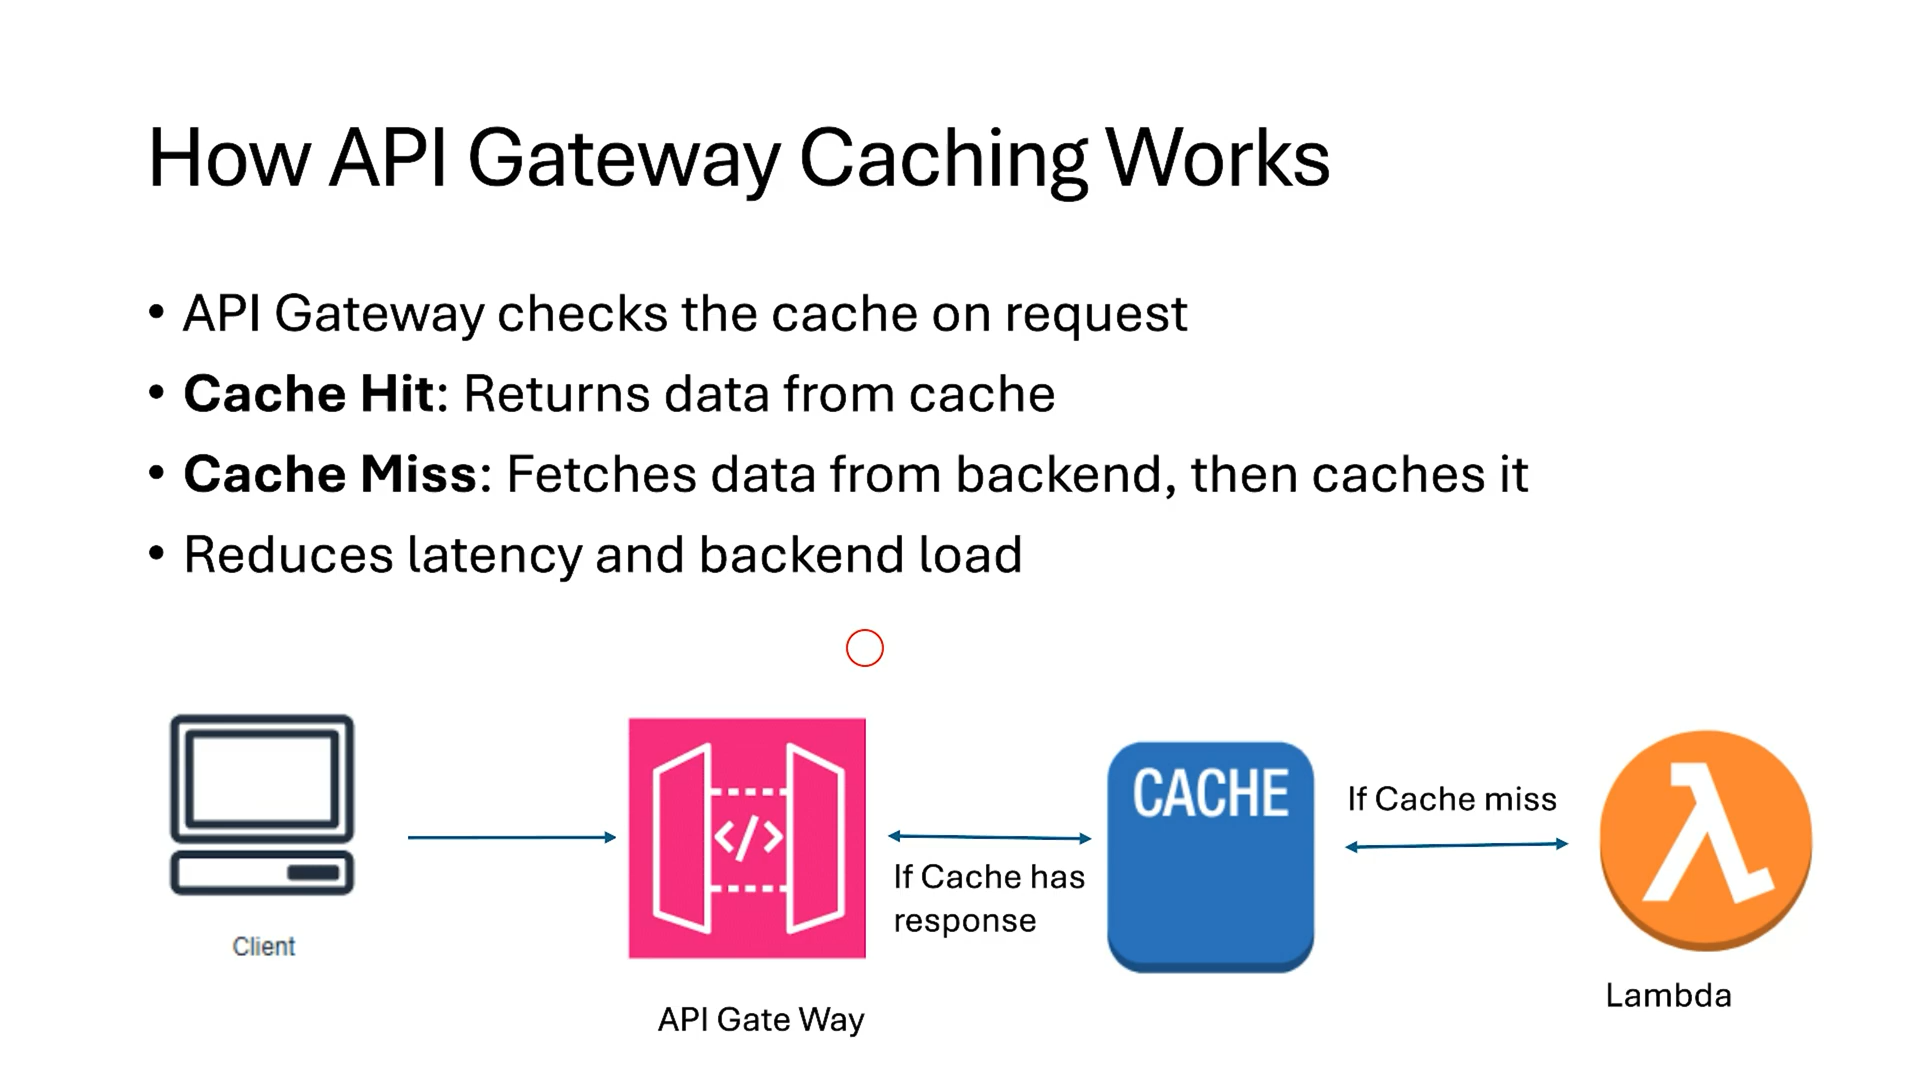 How API Gateway Caching Works
• API Gateway checks the cache on request
• Cache Hit: Returns data from cache
• Cache Miss: Fetches data from backend, then caches it
• Reduces latency and backend load
Client
</>
API Gate Way
If Cache has
response
CACHE
If Cache miss
λ
Lambda